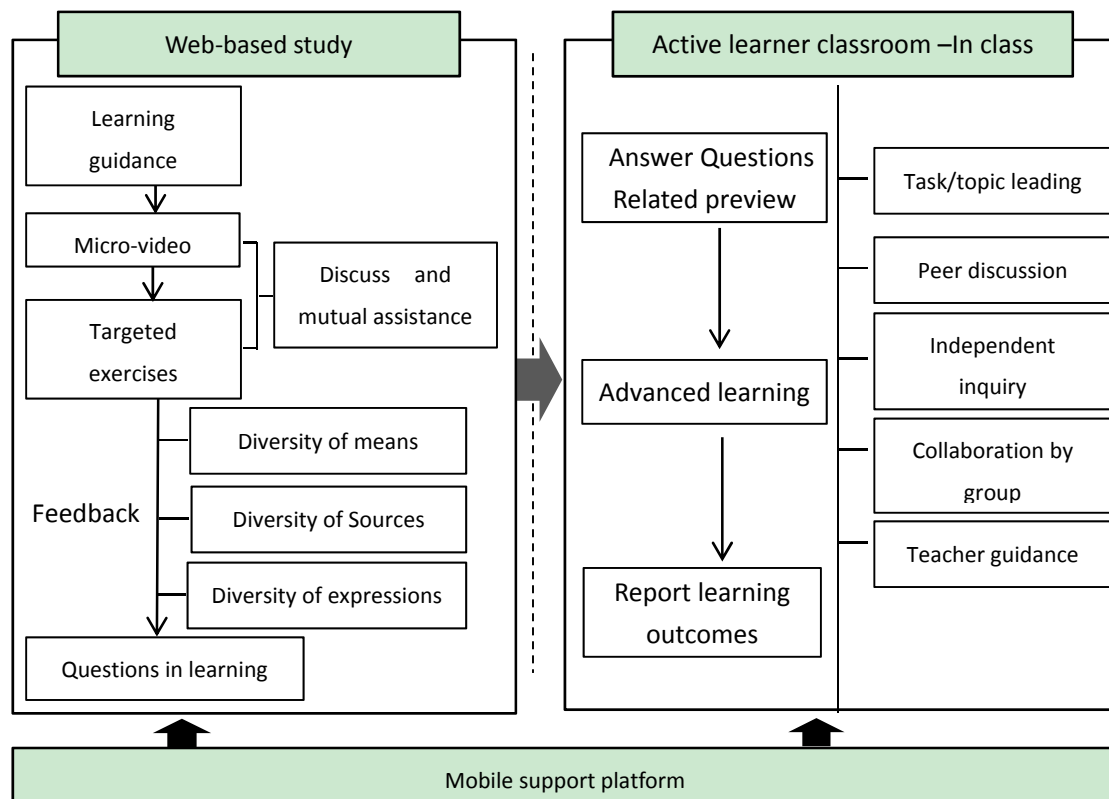 Web-based study
Learning
guidance
Micro-video
Discuss and
mutual assistance
Targeted
exercises
Diversity of means
Feedback
Diversity of Sources
Diversity of expressions
Questions in learning
Active learner classroom –In class
Answer Questions
Related preview
Advanced learning
Report learning
outcomes
Task/topic leading
Peer discussion
Independent
inquiry
Collaboration by
group
Teacher guidance
Mobile support platform